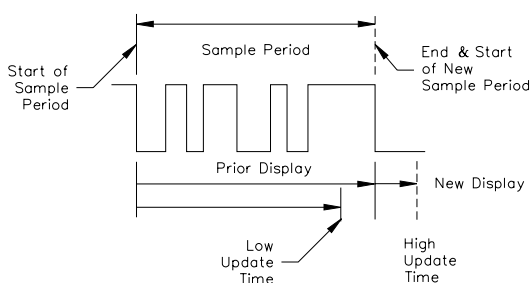 Sample Period
Start of
Sample
Period
End & Start
of New
Sample Period
Prior Display
New Display
Low
Update
Time
High
Update
Time